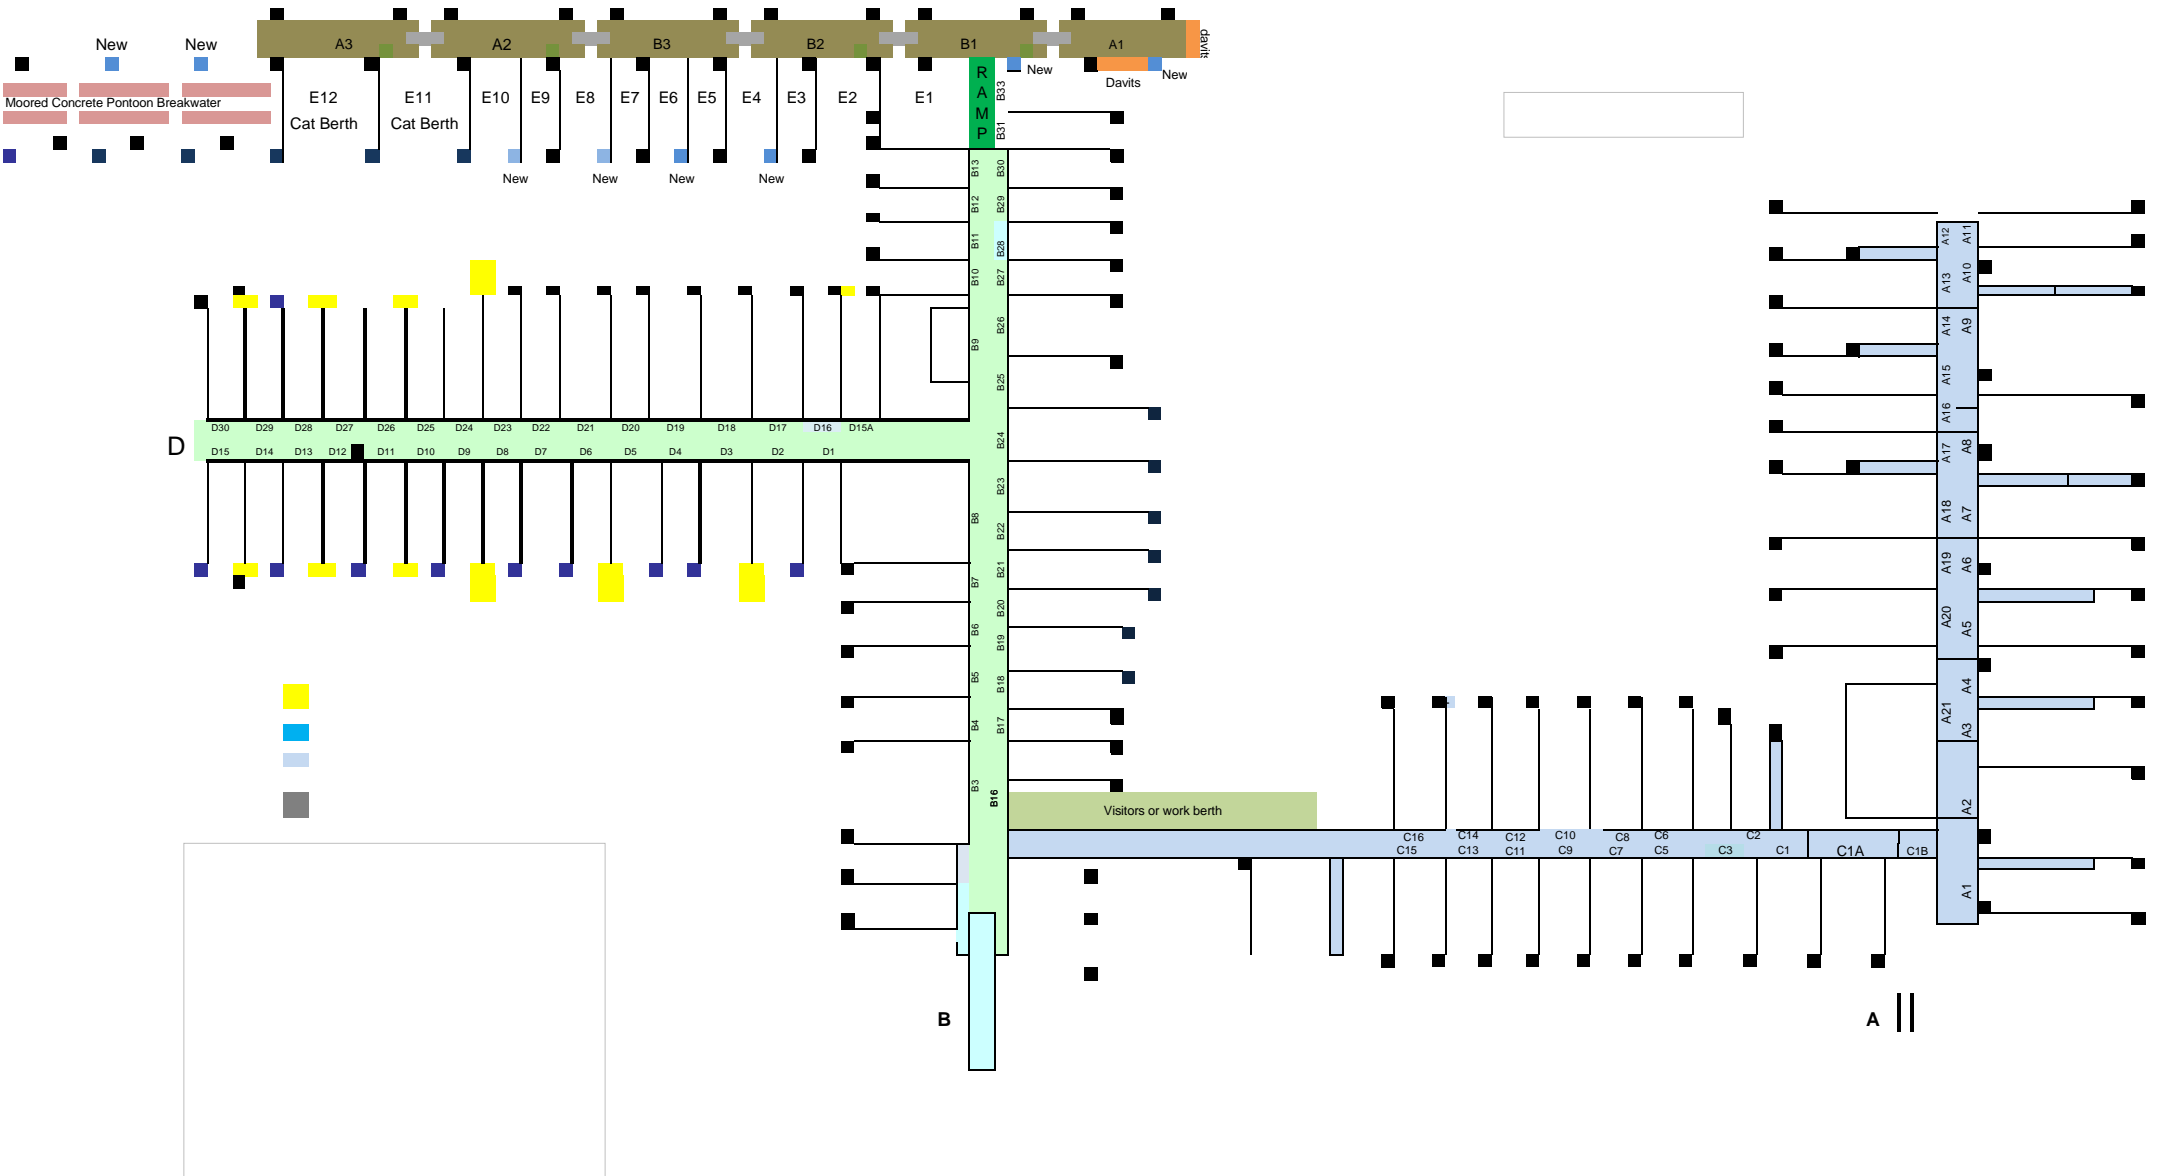 New
New
A3
A2
B3
B2
B1
A1
davits
New
New
Davits
Moored Concrete Pontoon Breakwater
E12
Cat Berth
E11
Cat Berth
E10
E9
E8
E7
E6
E5
E4
E3
E2
E1
R
A
M
P
B33
B31
New
New
New
New
B13
B30
B12
B29
B11
B28
B10
B27
B26
B9
B25
B24
B23
B8
B22
B21
B7
B20
B6
B19
B5
B18
B4
B17
B3
B16
D
D30
D29
D28
D27
D26
D25
D24
D23
D22
D21
D20
D19
D18
D17
D16
D15A
D15
D14
D13
D12
D11
D10
D9
D8
D7
D6
D5
D4
D3
D2
D1
A12
A11
A13
A10
A14
A9
A15
A16
A17
A8
A18
A7
A19
A6
A20
A5
A4
A21
A3
A2
A1
Visitors or work berth
C16
C14
C12
C10
C8
C6
C2
C15
C13
C11
C9
C7
C5
C3
C1
C1A
C1B
B
A